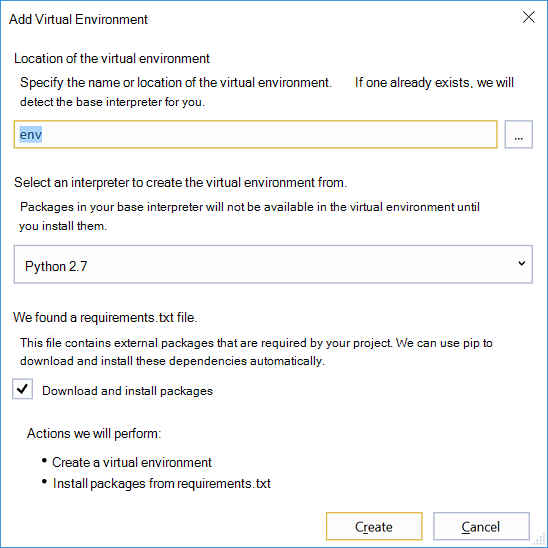 Add Virtual Environment
Location of the virtual environment
Specify the name or location of the virtual environment. If one already exists, we will
detect the base interpreter for you.
env
...
Select an interpreter to create the virtual environment from.
Packages in your base interpreter will not be available in the virtual environment until
you install them.
Python 2.7
We found a requirements.txt file.
This file contains external packages that are required by your project. We can use pip to
download and install these dependencies automatically.
Download and install packages
Actions we will perform:
• Create a virtual environment
• Install packages from requirements.txt
Create Cancel